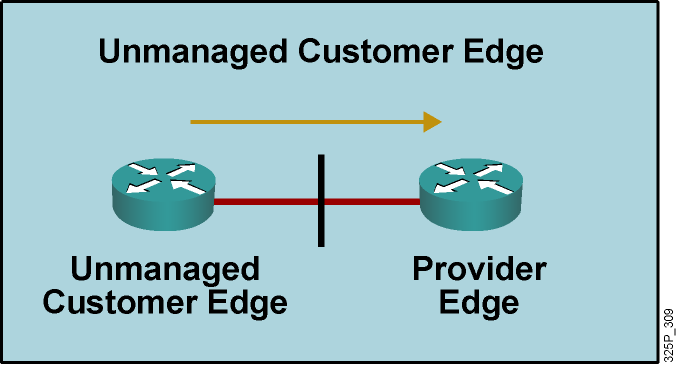 Unmanaged Customer Edge
Unmanaged
Customer Edge
Provider
Edge
325P_309